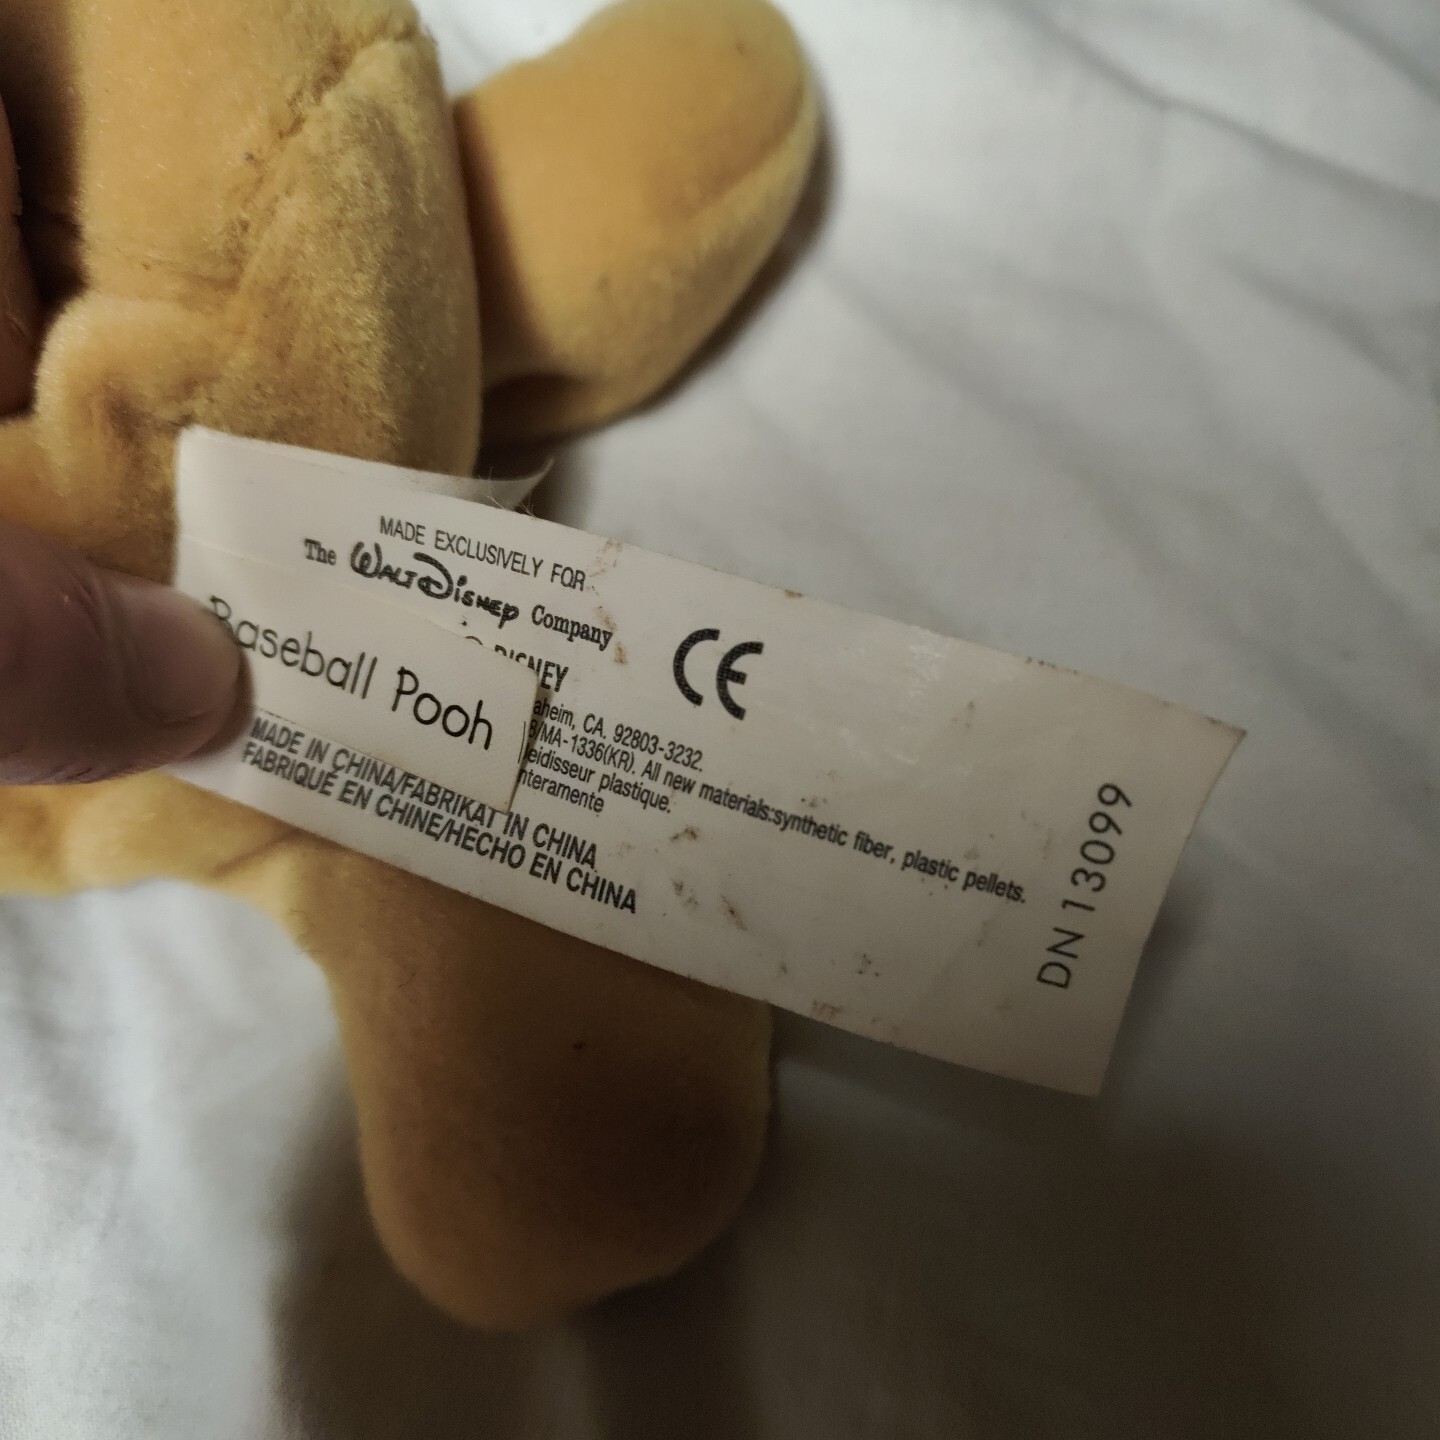 MADE EXCLUSIVELY FOR
The WALT DISNEY Company
DISNEY
Baseball Pooh
aheim, CA. 92803-3232.
/MA-1336(KR). All new materials:synthetic fiber, plastic pellets.
eidisseur plastique.
nteramente
MADE IN CHINA/FABRIKAT IN CHINA
FABRIQUÉ EN CHINE/HECHO EN CHINA
CE
DN 13099